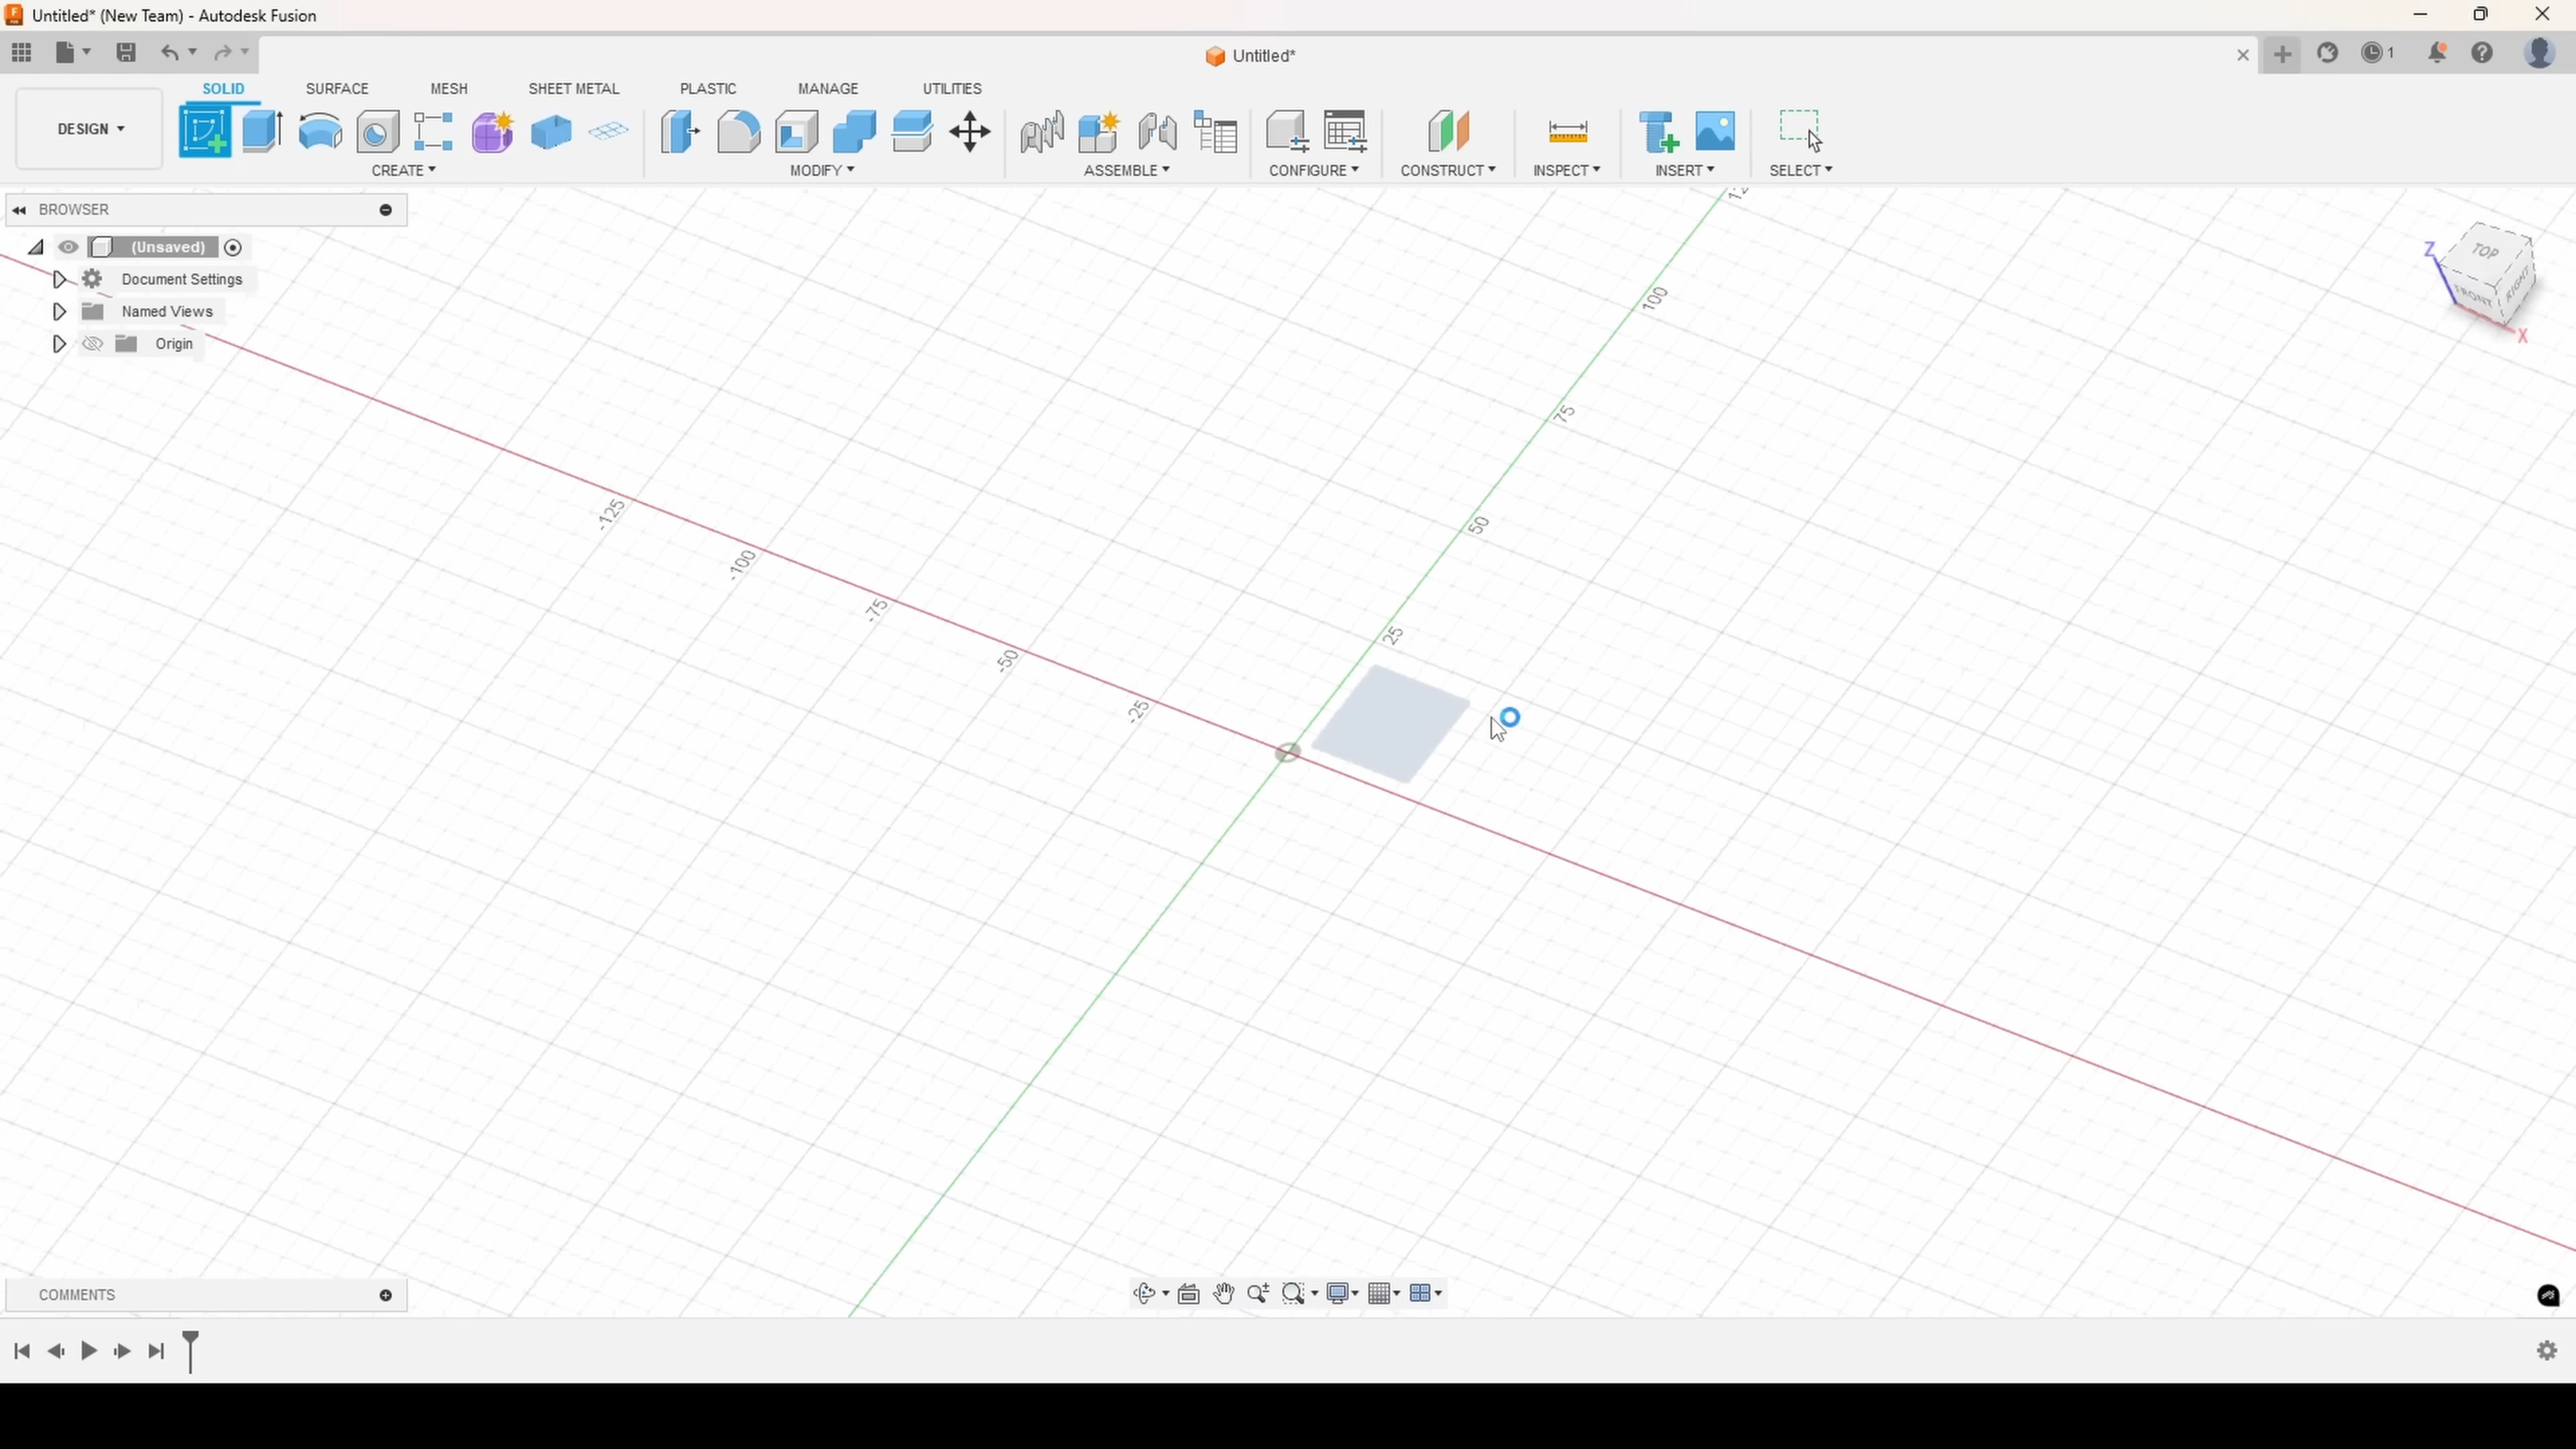 Untitled* (New Team) - Autodesk Fusion
Untitled*
1
SOLID SURFACE MESH SHEET METAL PLASTIC MANAGE UTILITIES
DESIGN
CREATE MODIFY ASSEMBLE CONFIGURE CONSTRUCT INSPECT INSERT SELECT
BROWSER
(Unsaved)
Document Settings
Named Views
Origin
TOP
FRONT
RIGHT
Z
X
100
75
50
25
-125
-100
-75
-50
-25
COMMENTS